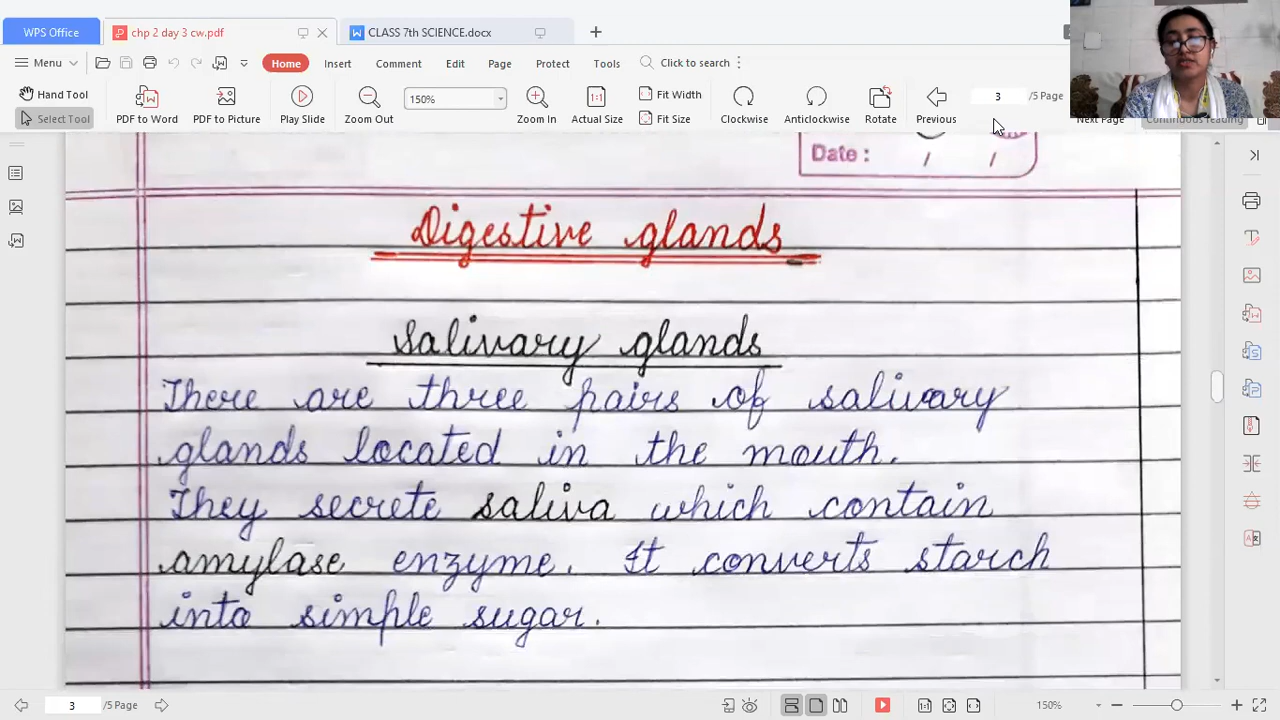 WPS Office
chp 2 day 3 cw.pdf
CLASS 7th SCIENCE.docx
Menu
Home
Insert
Comment
Edit
Page
Protect
Tools
Click to search
Hand Tool
Select Tool
PDF to Word
PDF to Picture
Play Slide
Zoom Out
150%
Zoom In
Actual Size
Fit Width
Fit Size
Clockwise
Anticlockwise
Rotate
Previous
3 /5 Page
Next Page
Continuous reading
Date : / /
Digestive glands
Salivary glands
There are three pairs of salivary
glands located in the mouth.
They secrete saliva which contain
amylase enzyme. It converts starch
into simple sugar.
3 /5 Page
150%